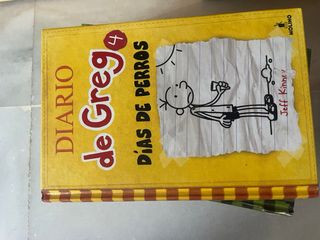 DIARIO
de Greg 4
DÍAS DE PERROS
Jeff Kinney
MOLINO